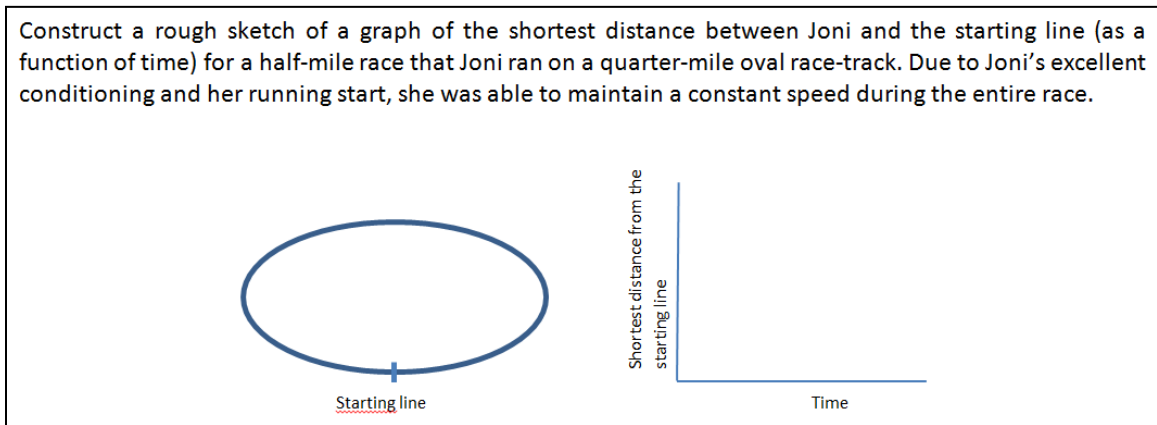 Construct a rough sketch of a graph of the shortest distance between Joni and the starting line (as a
function of time) for a half-mile race that Joni ran on a quarter-mile oval race-track. Due to Joni’s excellent
conditioning and her running start, she was able to maintain a constant speed during the entire race.
Starting line
Shortest distance from the
starting line
Time